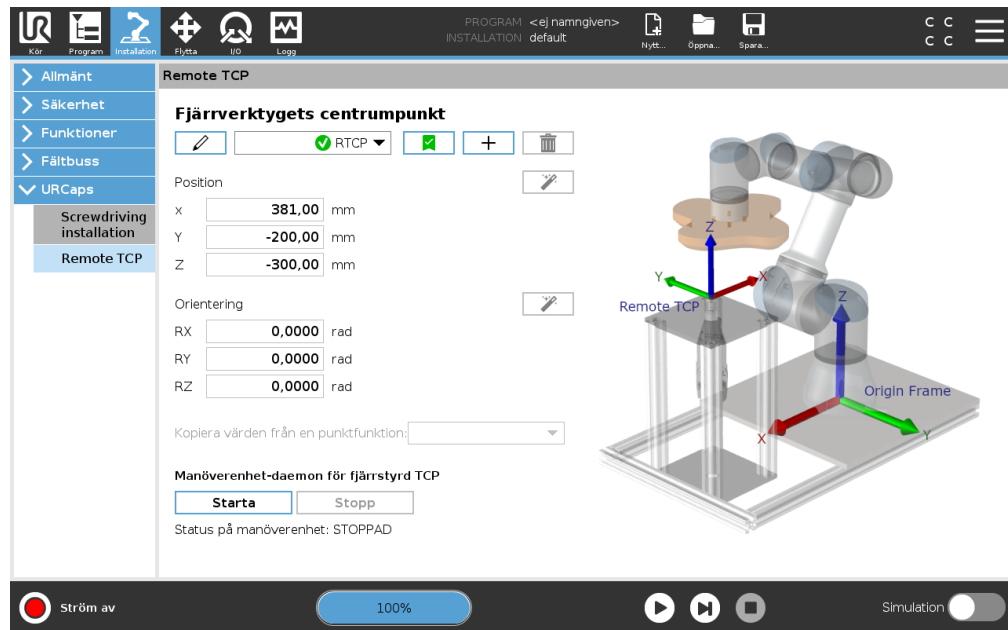 PROGRAM <ej namngiven>
INSTALLATION default
UR
Kör
Program
Installation
Flytta
I/O
Logg
Nytt...
Öppna...
Spara...
C C
C C
Allmänt
Säkerhet
Funktioner
Fältbuss
URCaps
Screwdriving
installation
Remote TCP
Remote TCP
Fjärrverktygets centrumpunkt
RTCP
Position
X 381,00 mm
Y -200,00 mm
Z -300,00 mm
Orientering
RX 0,0000 rad
RY 0,0000 rad
RZ 0,0000 rad
Kopiera värden från en punktfunktion:
Manöverenhet-daemon för fjärrstyrd TCP
Starta
Stopp
Status på manöverenhet: STOPPAD
Z
Y
X
Remote TCP
Z
Origin Frame
X
Y
Ström av
100%
Simulation